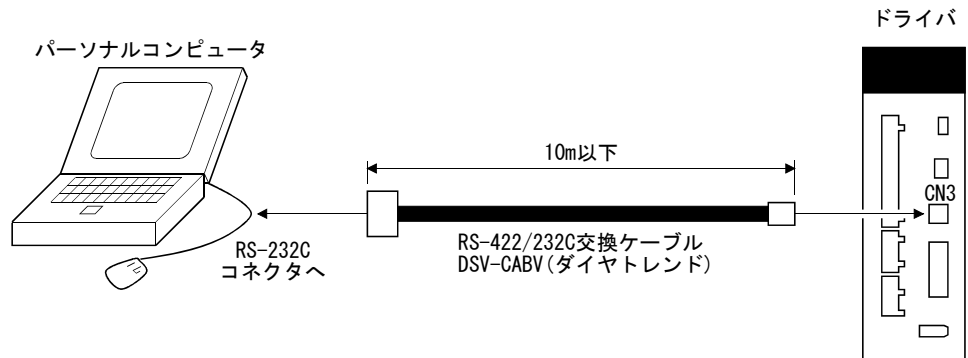 ドライバ
パーソナルコンピュータ
10m以下
CN3
RS-232C
コネクタへ
RS-422/232C交換ケーブル
DSV-CABV(ダイヤトレンド)